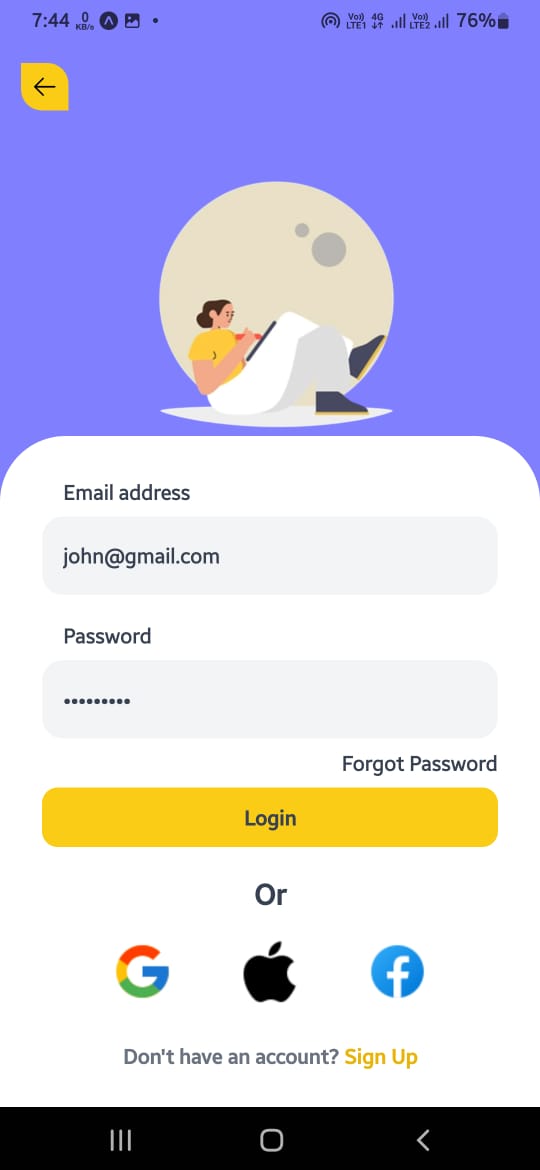 7:44 0 KB/s Vo)) LTE1 4G Vo)) LTE2 76%
Email address
john@gmail.com
Password
•••••••••
Forgot Password
Login
Or
Don't have an account? Sign Up